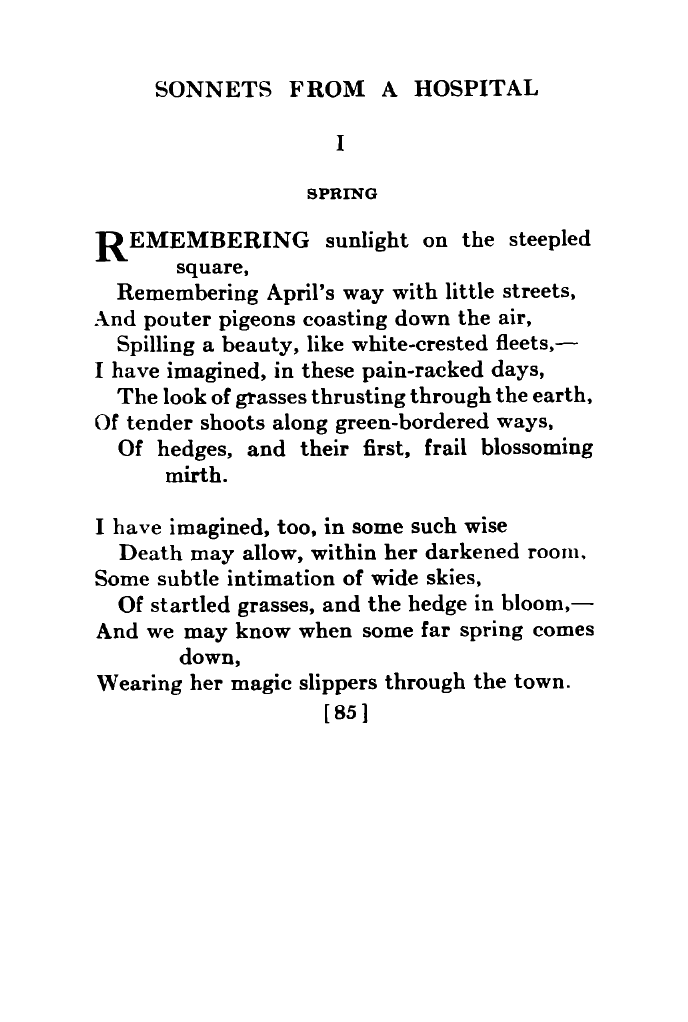 SONNETS FROM A HOSPITAL
I
SPRING
REMEMBERING sunlight on the steepled
square,
Remembering April's way with little streets,
And pouter pigeons coasting down the air,
Spilling a beauty, like white-crested fleets,—
I have imagined, in these pain-racked days,
The look of grasses thrusting through the earth,
Of tender shoots along green-bordered ways,
Of hedges, and their first, frail blossoming
mirth.
I have imagined, too, in some such wise
Death may allow, within her darkened room,
Some subtle intimation of wide skies,
Of startled grasses, and the hedge in bloom,—
And we may know when some far spring comes
down,
Wearing her magic slippers through the town.
[85]